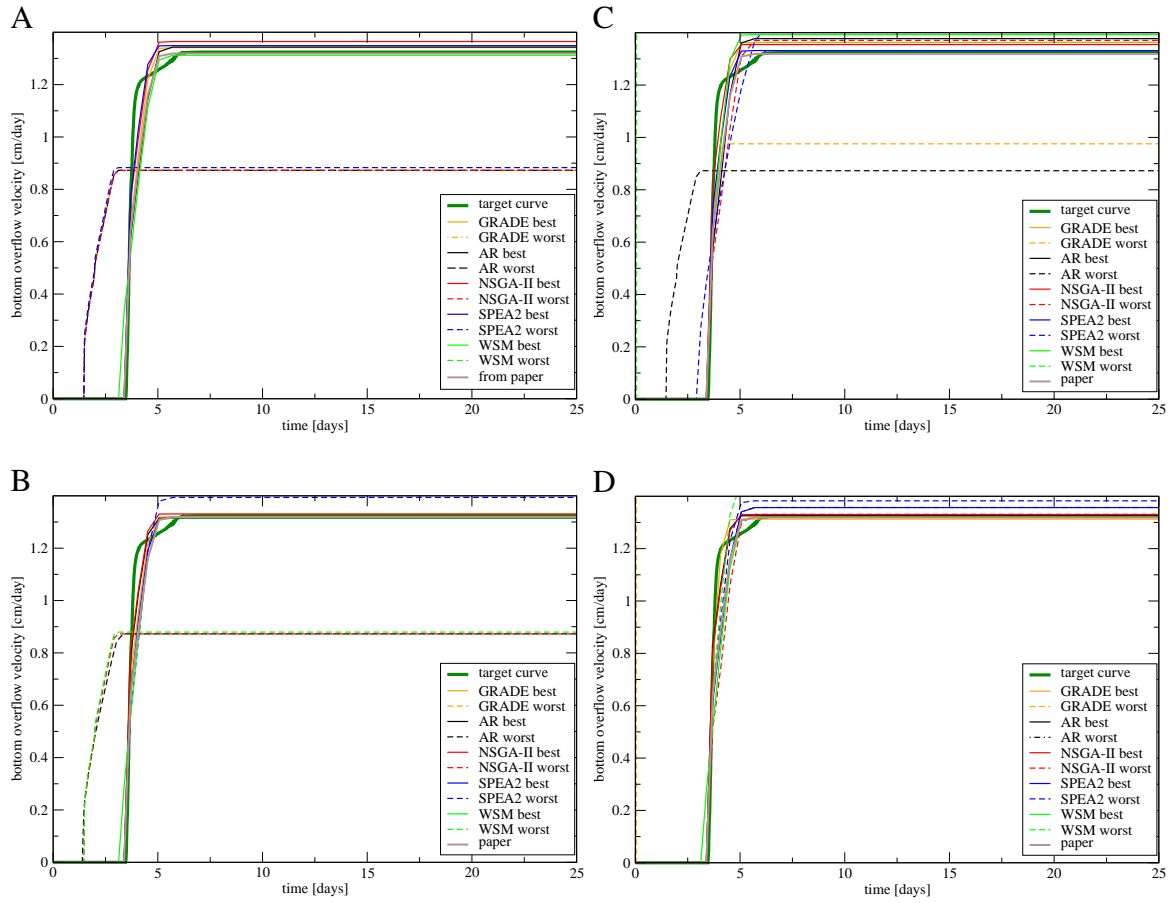 A
bottom overflow velocity [cm/day]
1.2
1
0.8
0.6
0.4
0.2
0
0
5
10
15
20
25
time [days]
target curve
GRADE best
GRADE worst
AR best
AR worst
NSGA-II best
NSGA-II worst
SPEA2 best
SPEA2 worst
WSM best
WSM worst
from paper
C
bottom overflow velocity [cm/day]
1.2
1
0.8
0.6
0.4
0.2
0
0
5
10
15
20
25
time [days]
target curve
GRADE best
GRADE worst
AR best
AR worst
NSGA-II best
NSGA-II worst
SPEA2 best
SPEA2 worst
WSM best
WSM worst
paper
B
bottom overflow velocity [cm/day]
1.2
1
0.8
0.6
0.4
0.2
0
0
5
10
15
20
25
time [days]
target curve
GRADE best
GRADE worst
AR best
AR worst
NSGA-II best
NSGA-II worst
SPEA2 best
SPEA2 worst
WSM best
WSM worst
paper
D
bottom overflow velocity [cm/day]
1.2
1
0.8
0.6
0.4
0.2
0
0
5
10
15
20
25
time [days]
target curve
GRADE best
GRADE worst
AR best
AR worst
NSGA-II best
NSGA-II worst
SPEA2 best
SPEA2 worst
WSM best
WSM worst
paper